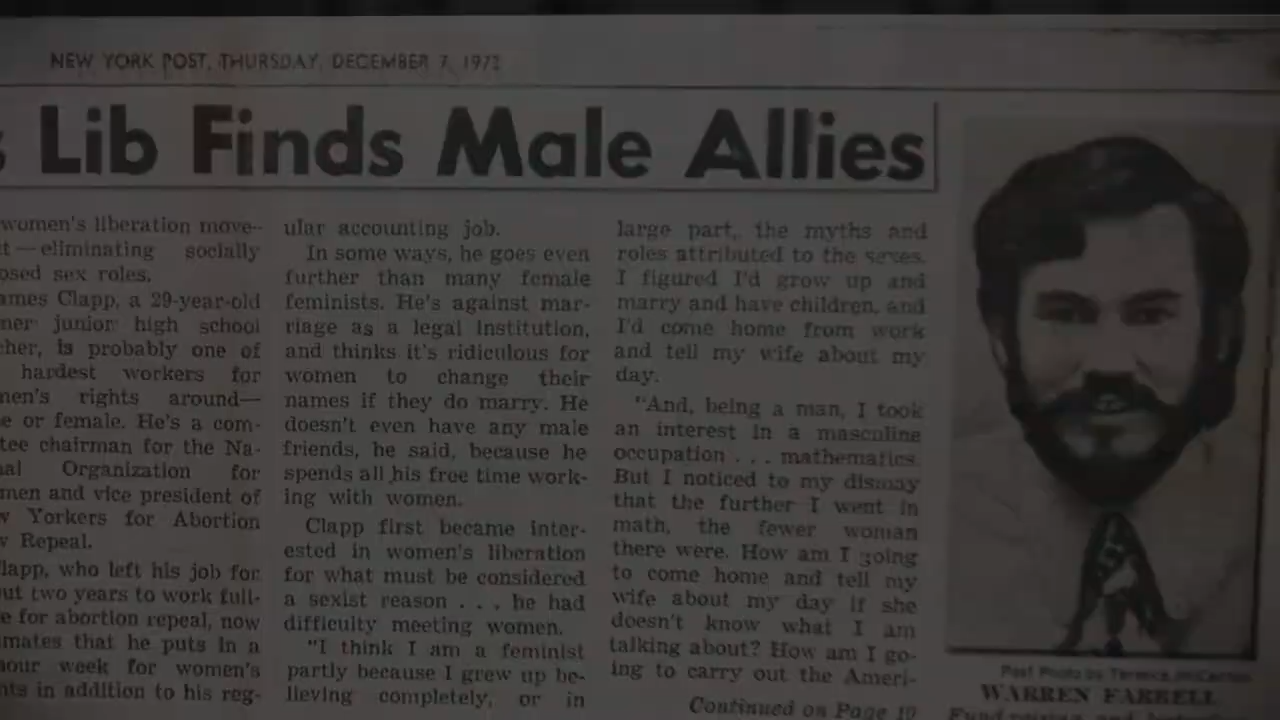 NEW YORK POST, THURSDAY, DECEMBER 7, 1972
s Lib Finds Male Allies
women's liberation move-
t—eliminating socially
osed sex roles.
ames Clapp, a 29-year-old
mer junior high school
cher, is probably one of
hardest workers for
men's rights around—
e or female. He's a com-
tee chairman for the Na-
nal Organization for
men and vice president of
w Yorkers for Abortion
w Repeal.
lapp, who left his job for
out two years to work full-
e for abortion repeal, now
mates that he puts in a
hour week for women's
hts in addition to his reg-
ular accounting job.
In some ways, he goes even
further than many female
feminists. He's against mar-
riage as a legal institution,
and thinks it's ridiculous for
women to change their
names if they do marry. He
doesn't even have any male
friends, he said, because he
spends all his free time work-
ing with women.
Clapp first became inter-
ested in women's liberation
for what must be considered
a sexist reason . . . he had
difficulty meeting women.
"I think I am a feminist
partly because I grew up be-
lieving completely, or in
large part, the myths and
roles attributed to the sexes.
I figured I'd grow up and
marry and have children, and
I'd come home from work
and tell my wife about my
day.
"And, being a man, I took
an interest in a masculine
occupation . . . mathematics.
But I noticed to my dismay
that the further I went in
math, the fewer woman
there were. How am I going
to come home and tell my
wife about my day if she
doesn't know what I am
talking about? How am I go-
ing to carry out the Ameri-
Continued on Page 10
Post Photo by Terence
WARREN FARRELL